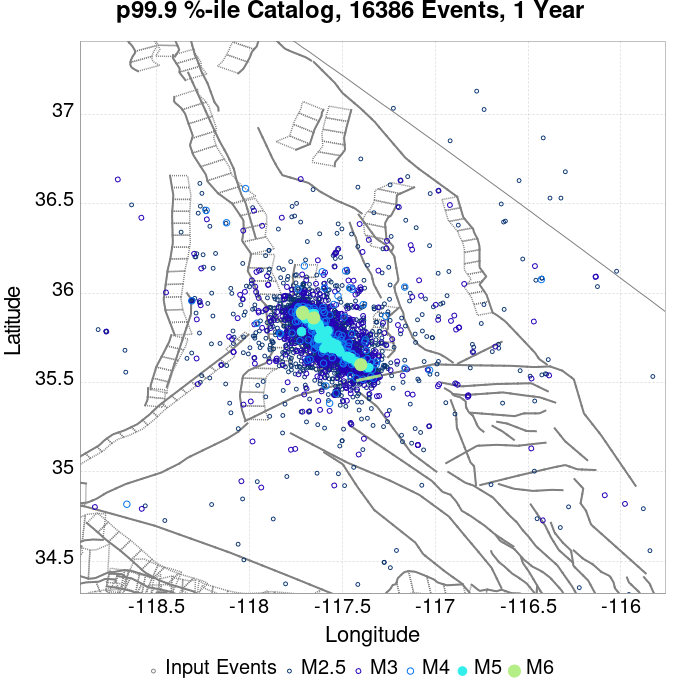 p99.9 %-ile Catalog, 16386 Events, 1 Year
37
36.5
36
35.5
35
34.5
Latitude
-118.5 -118 -117.5 -117 -116.5 -116
Longitude
Input Events M2.5 M3 M4 M5 M6